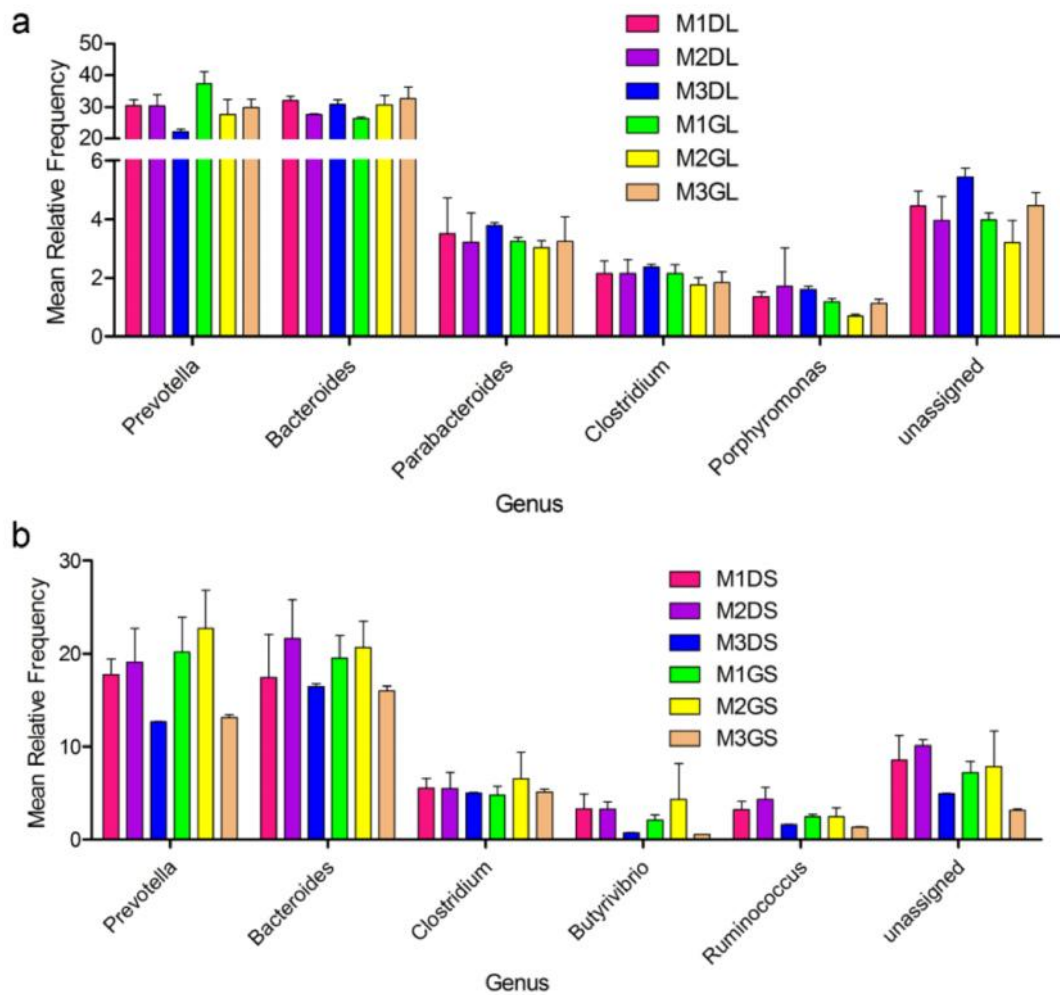 a
M1DL
M2DL
M3DL
M1GL
M2GL
M3GL
Mean Relative Frequency
50
40
30
20
6
4
2
0
Prevotella
Bacteroides
Parabacteroides
Clostridium
Porphyromonas
unassigned
Genus
b
M1DS
M2DS
M3DS
M1GS
M2GS
M3GS
Mean Relative Frequency
30
20
10
0
Prevotella
Bacteroides
Clostridium
Butyrivibrio
Ruminococcus
unassigned
Genus